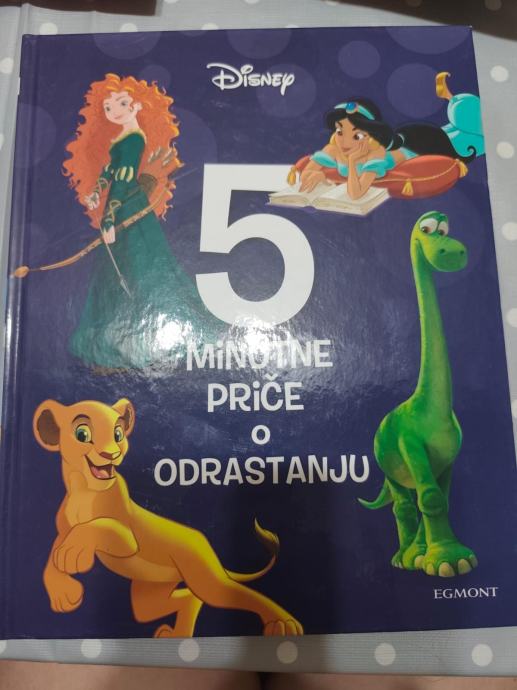 Disney
5
MiNUTNE
PRiČE
O
ODRASTANJU
EGMONT